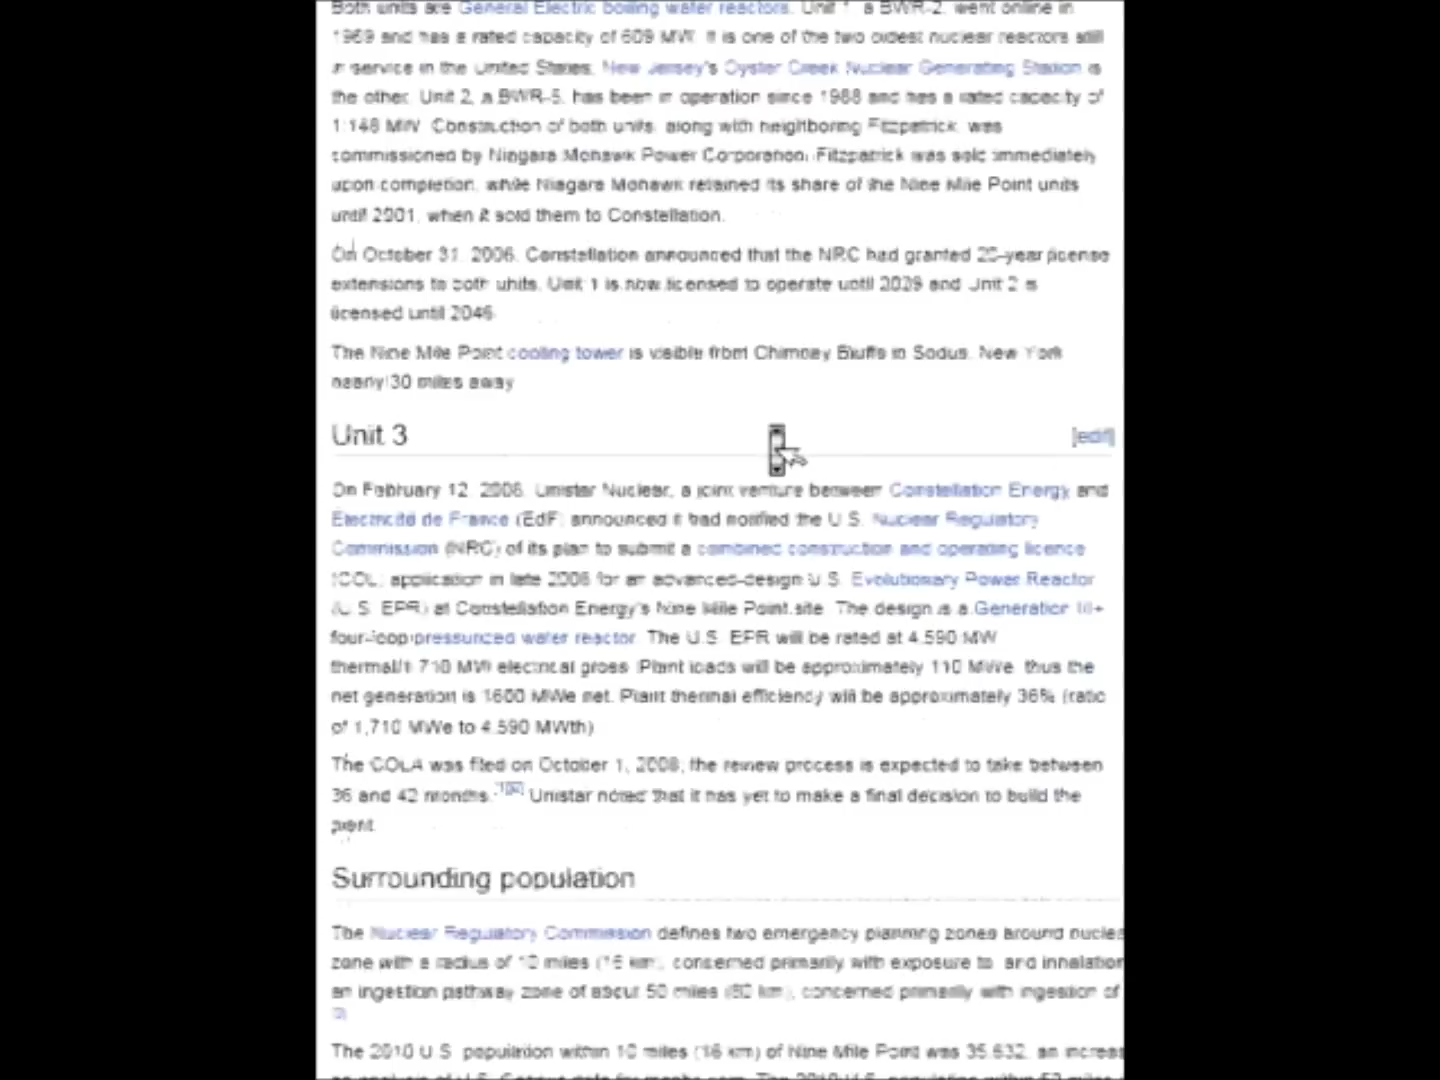 Both units are General Electric boiling water reactors. Unit 1, a BWR-2, went online in
1969 and has a rated capacity of 609 MW. It is one of the two oldest nuclear reactors still
in service in the United States; New Jersey's Oyster Creek Nuclear Generating Station is
the other. Unit 2, a BWR-5, has been in operation since 1988 and has a rated capacity of
1,148 MW. Construction of both units, along with neighboring Fitzpatrick, was
commissioned by Niagara Mohawk Power Corporation. Fitzpatrick was sold immediately
upon completion, while Niagara Mohawk retained its share of the Nine Mile Point units
until 2001, when it sold them to Constellation.
On October 31, 2006, Constellation announced that the NRC had granted 20-year license
extensions to both units. Unit 1 is now licensed to operate until 2029 and Unit 2 is
licensed until 2046.
The Nine Mile Point cooling tower is visible from Chimney Bluffs in Sodus, New York
nearly 30 miles away
Unit 3 [edit]
On February 12, Unistar Nuclear, a joint venture between Constellation Energy and
Électricité de France (EdF) announced it had notified the U.S. Nuclear Regulatory
Commission (NRC) of its plan to submit a combined construction and operating licence
(COL) application in late 2008 for an advanced-design U.S. Evolutionary Power Reactor
(U.S. EPR) at Constellation Energy's Nine Mile Point site. The design is a Generation III+
four-loop pressurized water reactor. The U.S. EPR will be rated at 4,590 MW
thermal/1,710 MW electrical gross. Plant loads will be approximately 110 MWe, thus the
net generation is 1600 MWe net. Plant thermal efficiency will be approximately 36% (ratio
of 1,710 MWe to 4,590 MWth)
The COLA was filed on October 1, 2008, the review process is expected to take between
36 and 42 months. Unistar noted that it has yet to make a final decision to build the
plant.
Surrounding population
The Nuclear Regulatory Commission defines two emergency planning zones around nuclea
zone with a radius of 10 miles (16 km), concerned primarily with exposure to, and inhalation
an ingestion pathway zone of about 50 miles (80 km), concerned primarily with ingestion of
The 2010 U.S. population within 10 miles (16 km) of Nine Mile Point was 35,632, an increas